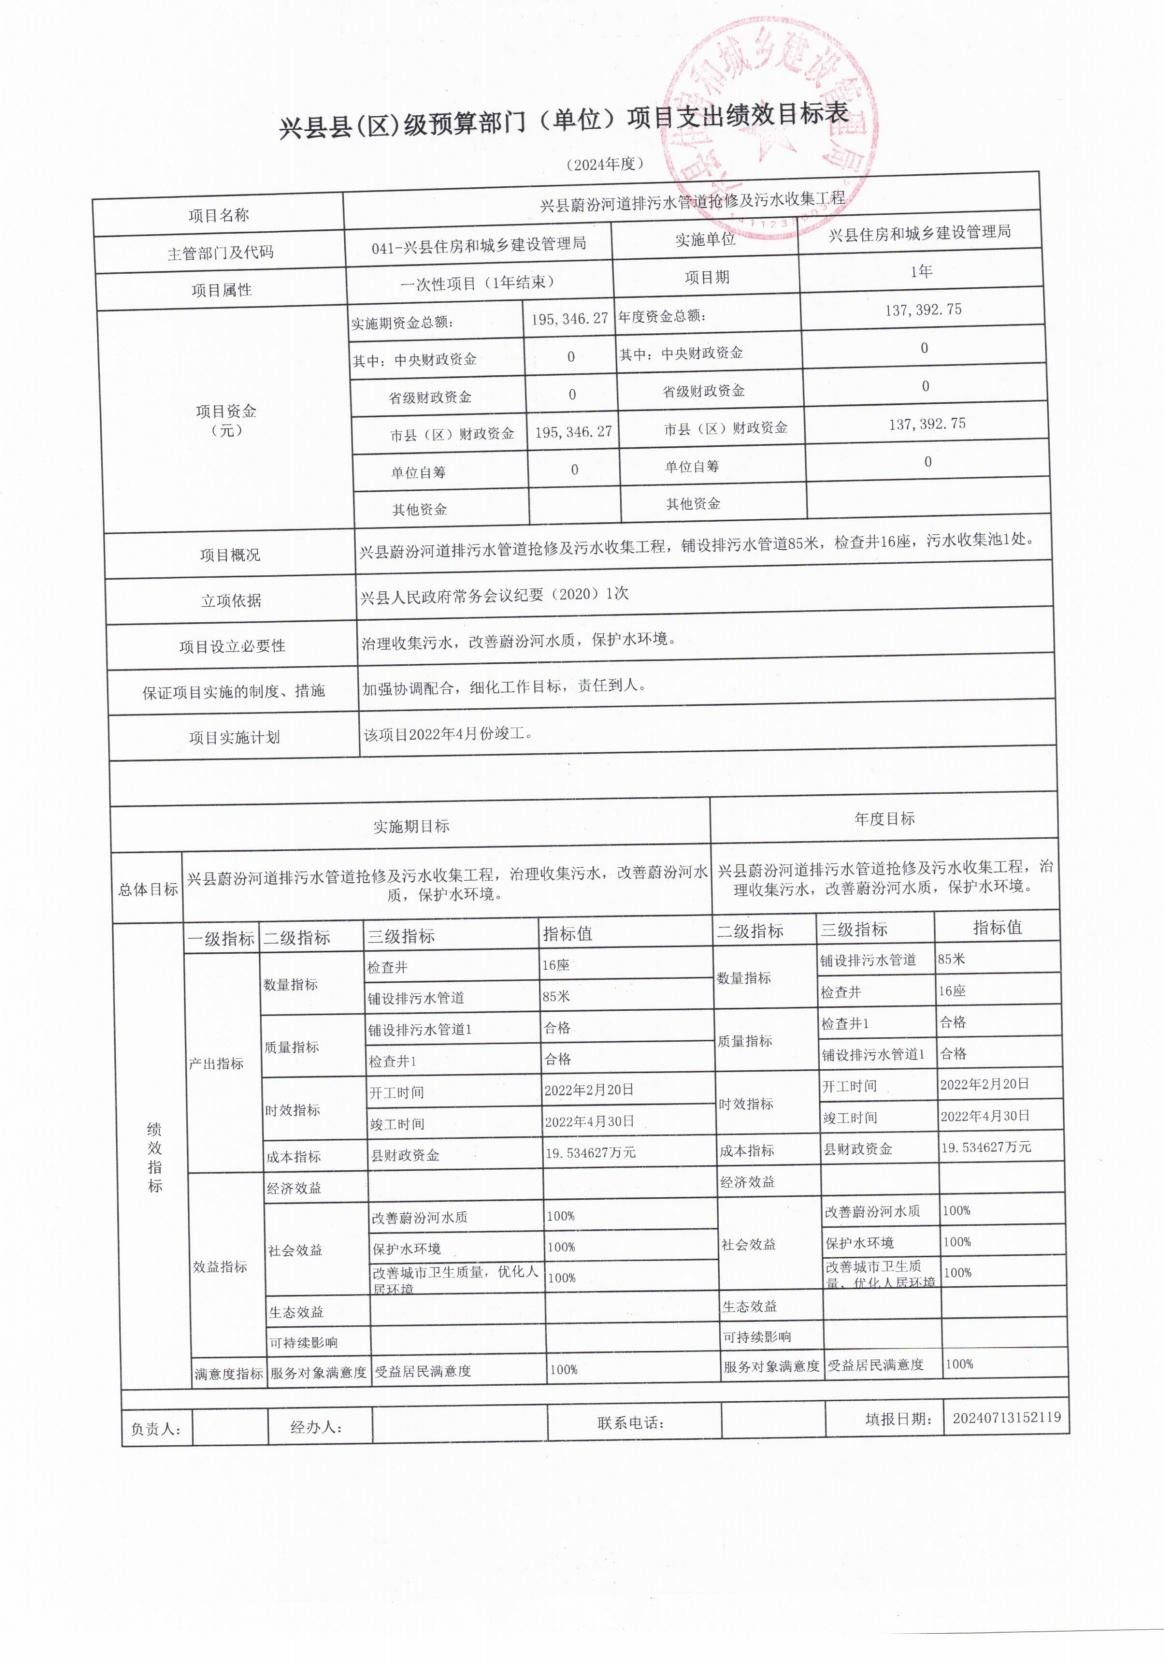 兴县住房和城乡建设管理局
兴县县(区)级预算部门（单位）项目支出绩效目标表
（2024年度）
项目名称 兴县蔚汾河道排污水管道抢修及污水收集工程
主管部门及代码 041-兴县住房和城乡建设管理局 实施单位 兴县住房和城乡建设管理局
项目属性 一次性项目（1年结束） 项目期 1年
项目资金
（元）
实施期资金总额： 195,346.27 年度资金总额： 137,392.75
其中：中央财政资金 0 其中：中央财政资金 0
省级财政资金 0 省级财政资金 0
市县（区）财政资金 195,346.27 市县（区）财政资金 137,392.75
单位自筹 0 单位自筹 0
其他资金 其他资金
项目概况 兴县蔚汾河道排污水管道抢修及污水收集工程，铺设排污水管道85米，检查井16座，污水收集池1处。
立项依据 兴县人民政府常务会议纪要（2020）1次
项目设立必要性 治理收集污水，改善蔚汾河水质，保护水环境。
保证项目实施的制度、措施 加强协调配合，细化工作目标，责任到人。
项目实施计划 该项目2022年4月份竣工。
实施期目标 年度目标
总体目标
兴县蔚汾河道排污水管道抢修及污水收集工程，治理收集污水，改善蔚汾河水
质，保护水环境。
兴县蔚汾河道排污水管道抢修及污水收集工程，治
理收集污水，改善蔚汾河水质，保护水环境。
绩效指标
一级指标 二级指标 三级指标 指标值 二级指标 三级指标 指标值
产出指标
数量指标 检查井 16座 数量指标 铺设排污水管道 85米
铺设排污水管道 85米 检查井 16座
质量指标 铺设排污水管道1 合格 质量指标 检查井1 合格
检查井1 合格 铺设排污水管道1 合格
时效指标 开工时间 2022年2月20日 时效指标 开工时间 2022年2月20日
竣工时间 2022年4月30日 竣工时间 2022年4月30日
成本指标 县财政资金 19.534627万元 成本指标 县财政资金 19.534627万元
效益指标
经济效益 经济效益
社会效益 改善蔚汾河水质 100% 社会效益 改善蔚汾河水质 100%
保护水环境 100% 保护水环境 100%
改善城市卫生质量，优化人
居环境 100%
改善城市卫生质
量，优化人居环境 100%
生态效益 生态效益
可持续影响 可持续影响
满意度指标 服务对象满意度 受益居民满意度 100% 服务对象满意度 受益居民满意度 100%
负责人： 经办人： 联系电话： 填报日期： 20240713152119